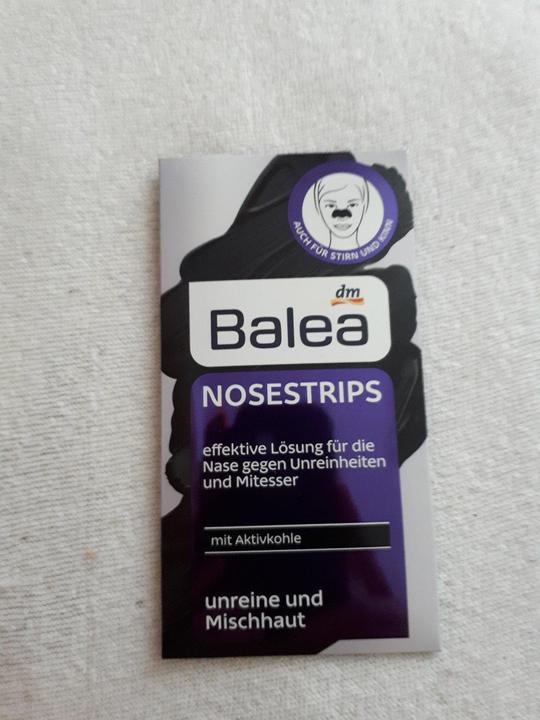 AUCH FÜR STIRN UND KINN
dm
Balea
NOSESTRIPS
effektive Lösung für die
Nase gegen Unreinheiten
und Mitesser
mit Aktivkohle
unreine und
Mischhaut